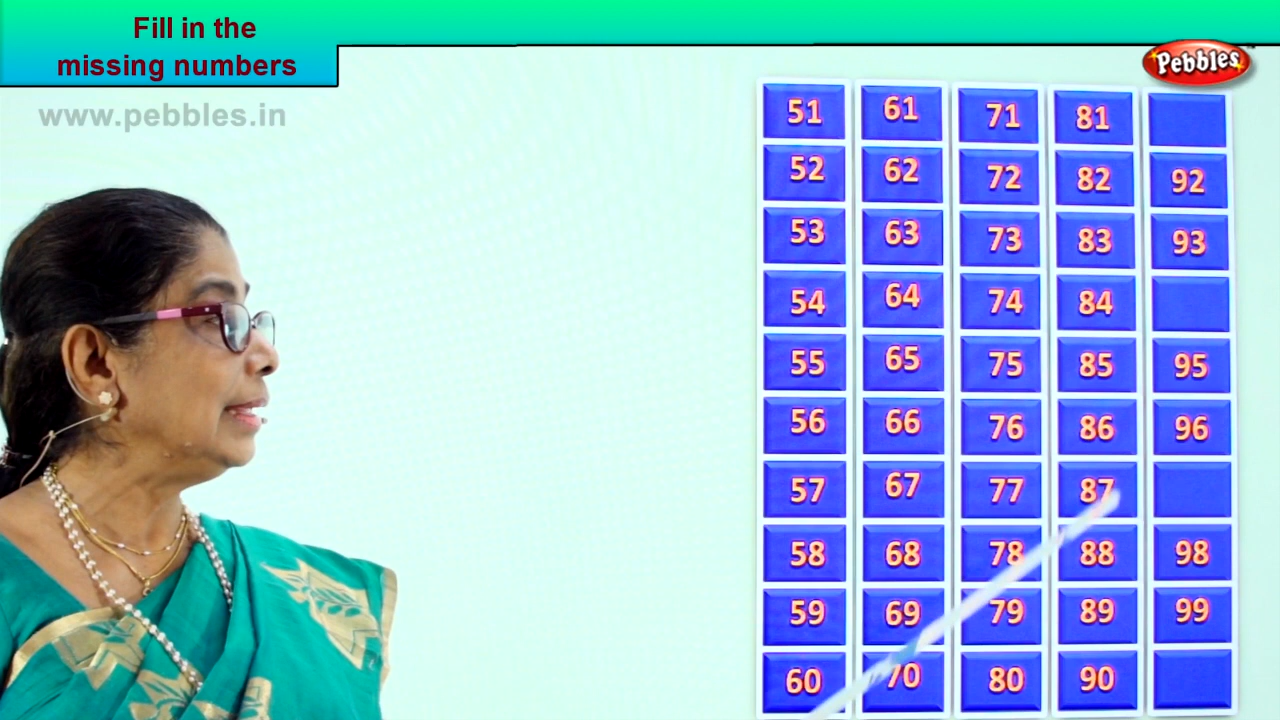 Fill in the
missing numbers
Pebbles
www.pebbles.in
51 61 71 81
52 62 72 82 92
53 63 73 83 93
54 64 74 84
55 65 75 85 95
56 66 76 86 96
57 67 77 87
58 68 78 88 98
59 69 79 89 99
60 70 80 90